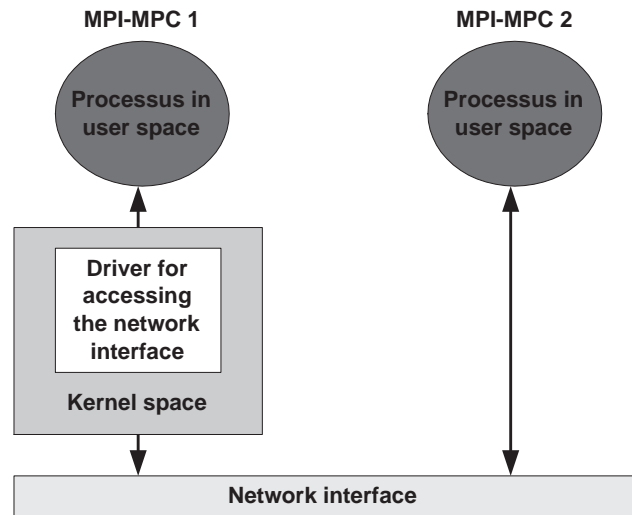 MPI-MPC 1
MPI-MPC 2
Processus in
user space
Processus in
user space
Driver for
accessing
the network
interface
Kernel space
Network interface